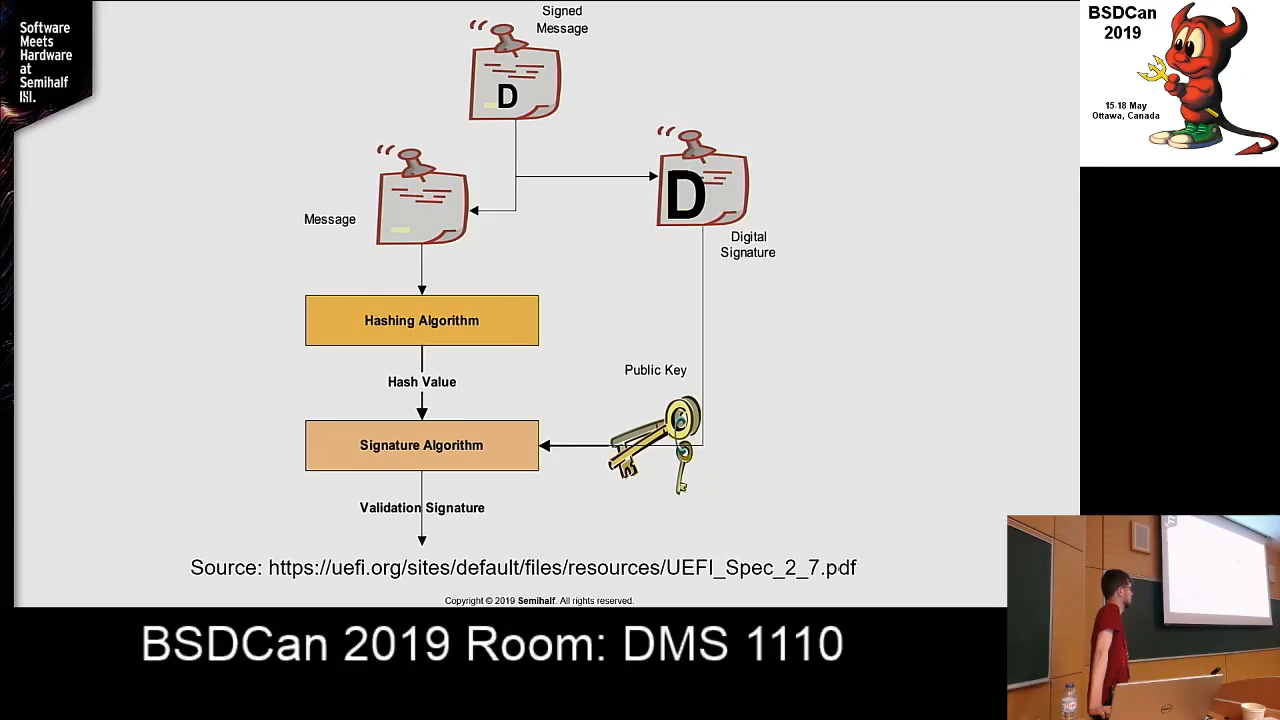 Software
Meets
Hardware
at
Semihalf
Signed
Message
D
D
Message
Digital
Signature
Hashing Algorithm
Hash Value
Public Key
Signature Algorithm
Validation Signature
Source: https://uefi.org/sites/default/files/resources/UEFI_Spec_2_7.pdf
Copyright © 2019 Semihalf. All rights reserved.
BSDCan
2019
15-18 May
Ottawa, Canada
BSDCan 2019 Room: DMS 1110